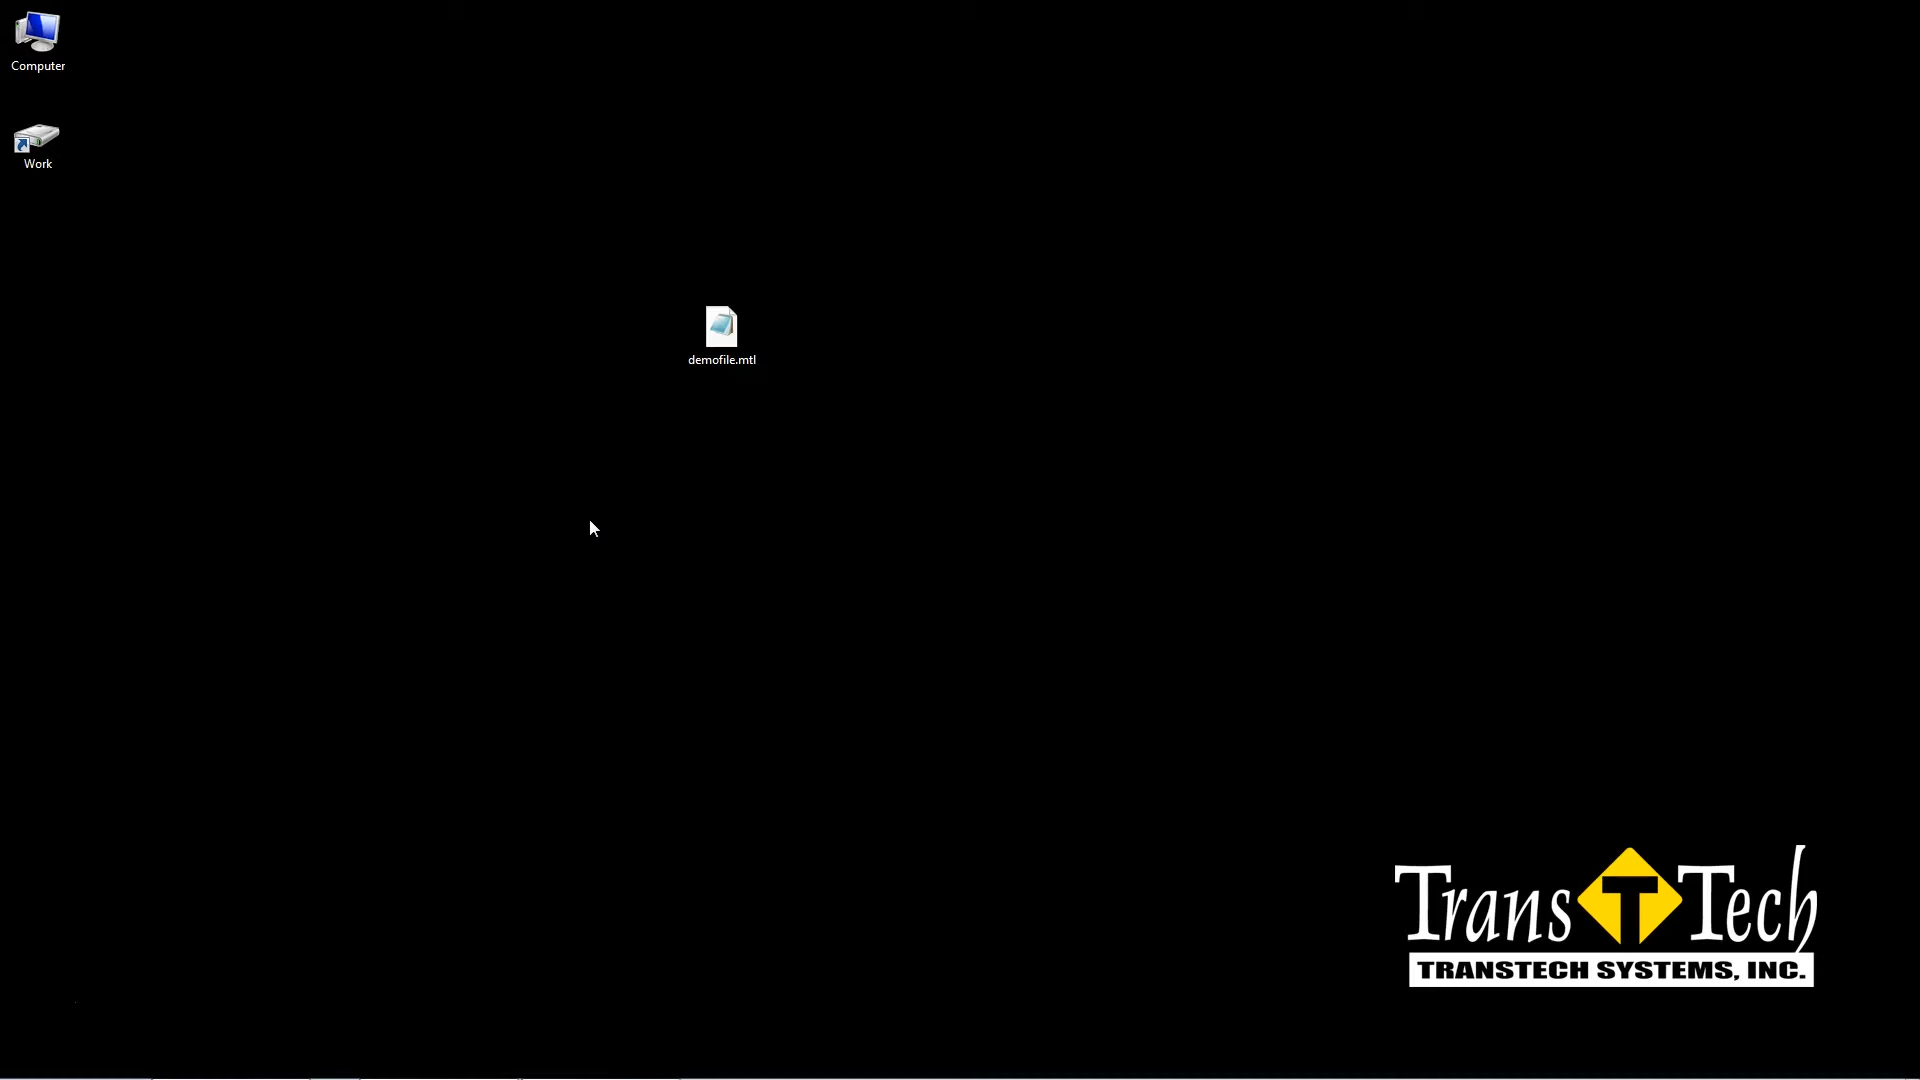 Computer
Work
demofile.mtl
Trans T Tech
TRANSTECH SYSTEMS, INC.